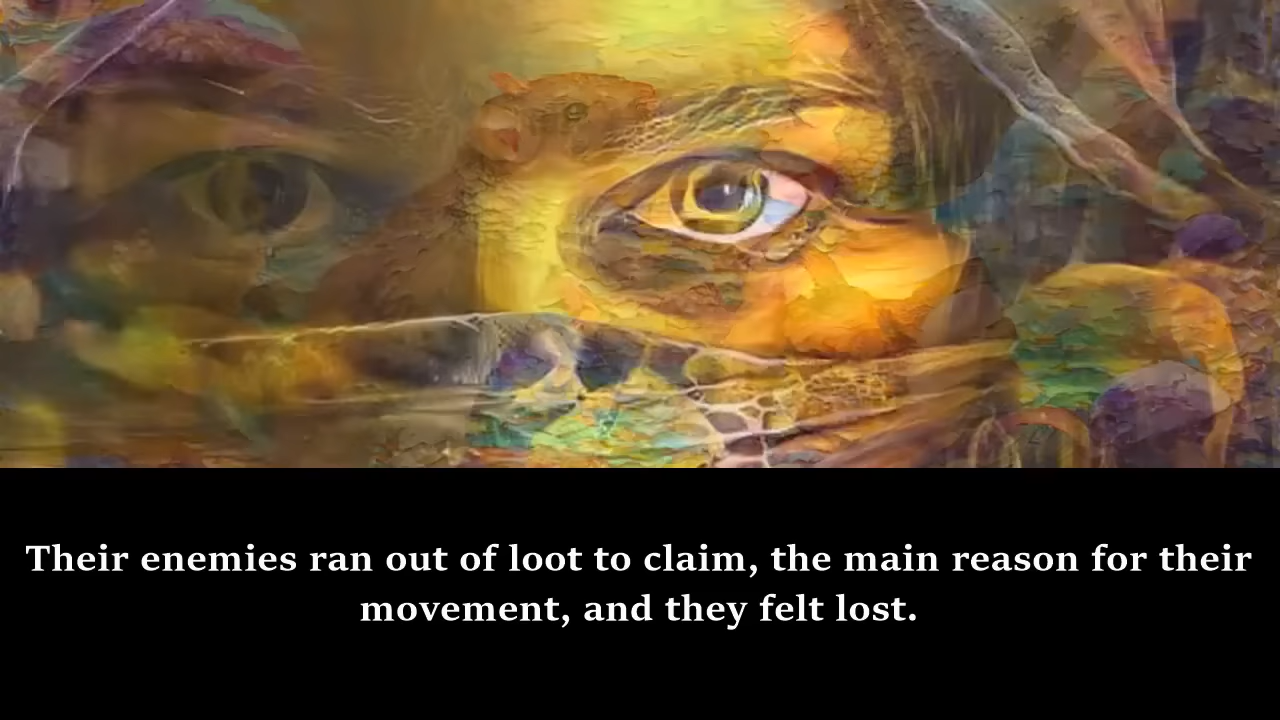 Their enemies ran out of loot to claim, the main reason for their
movement, and they felt lost.